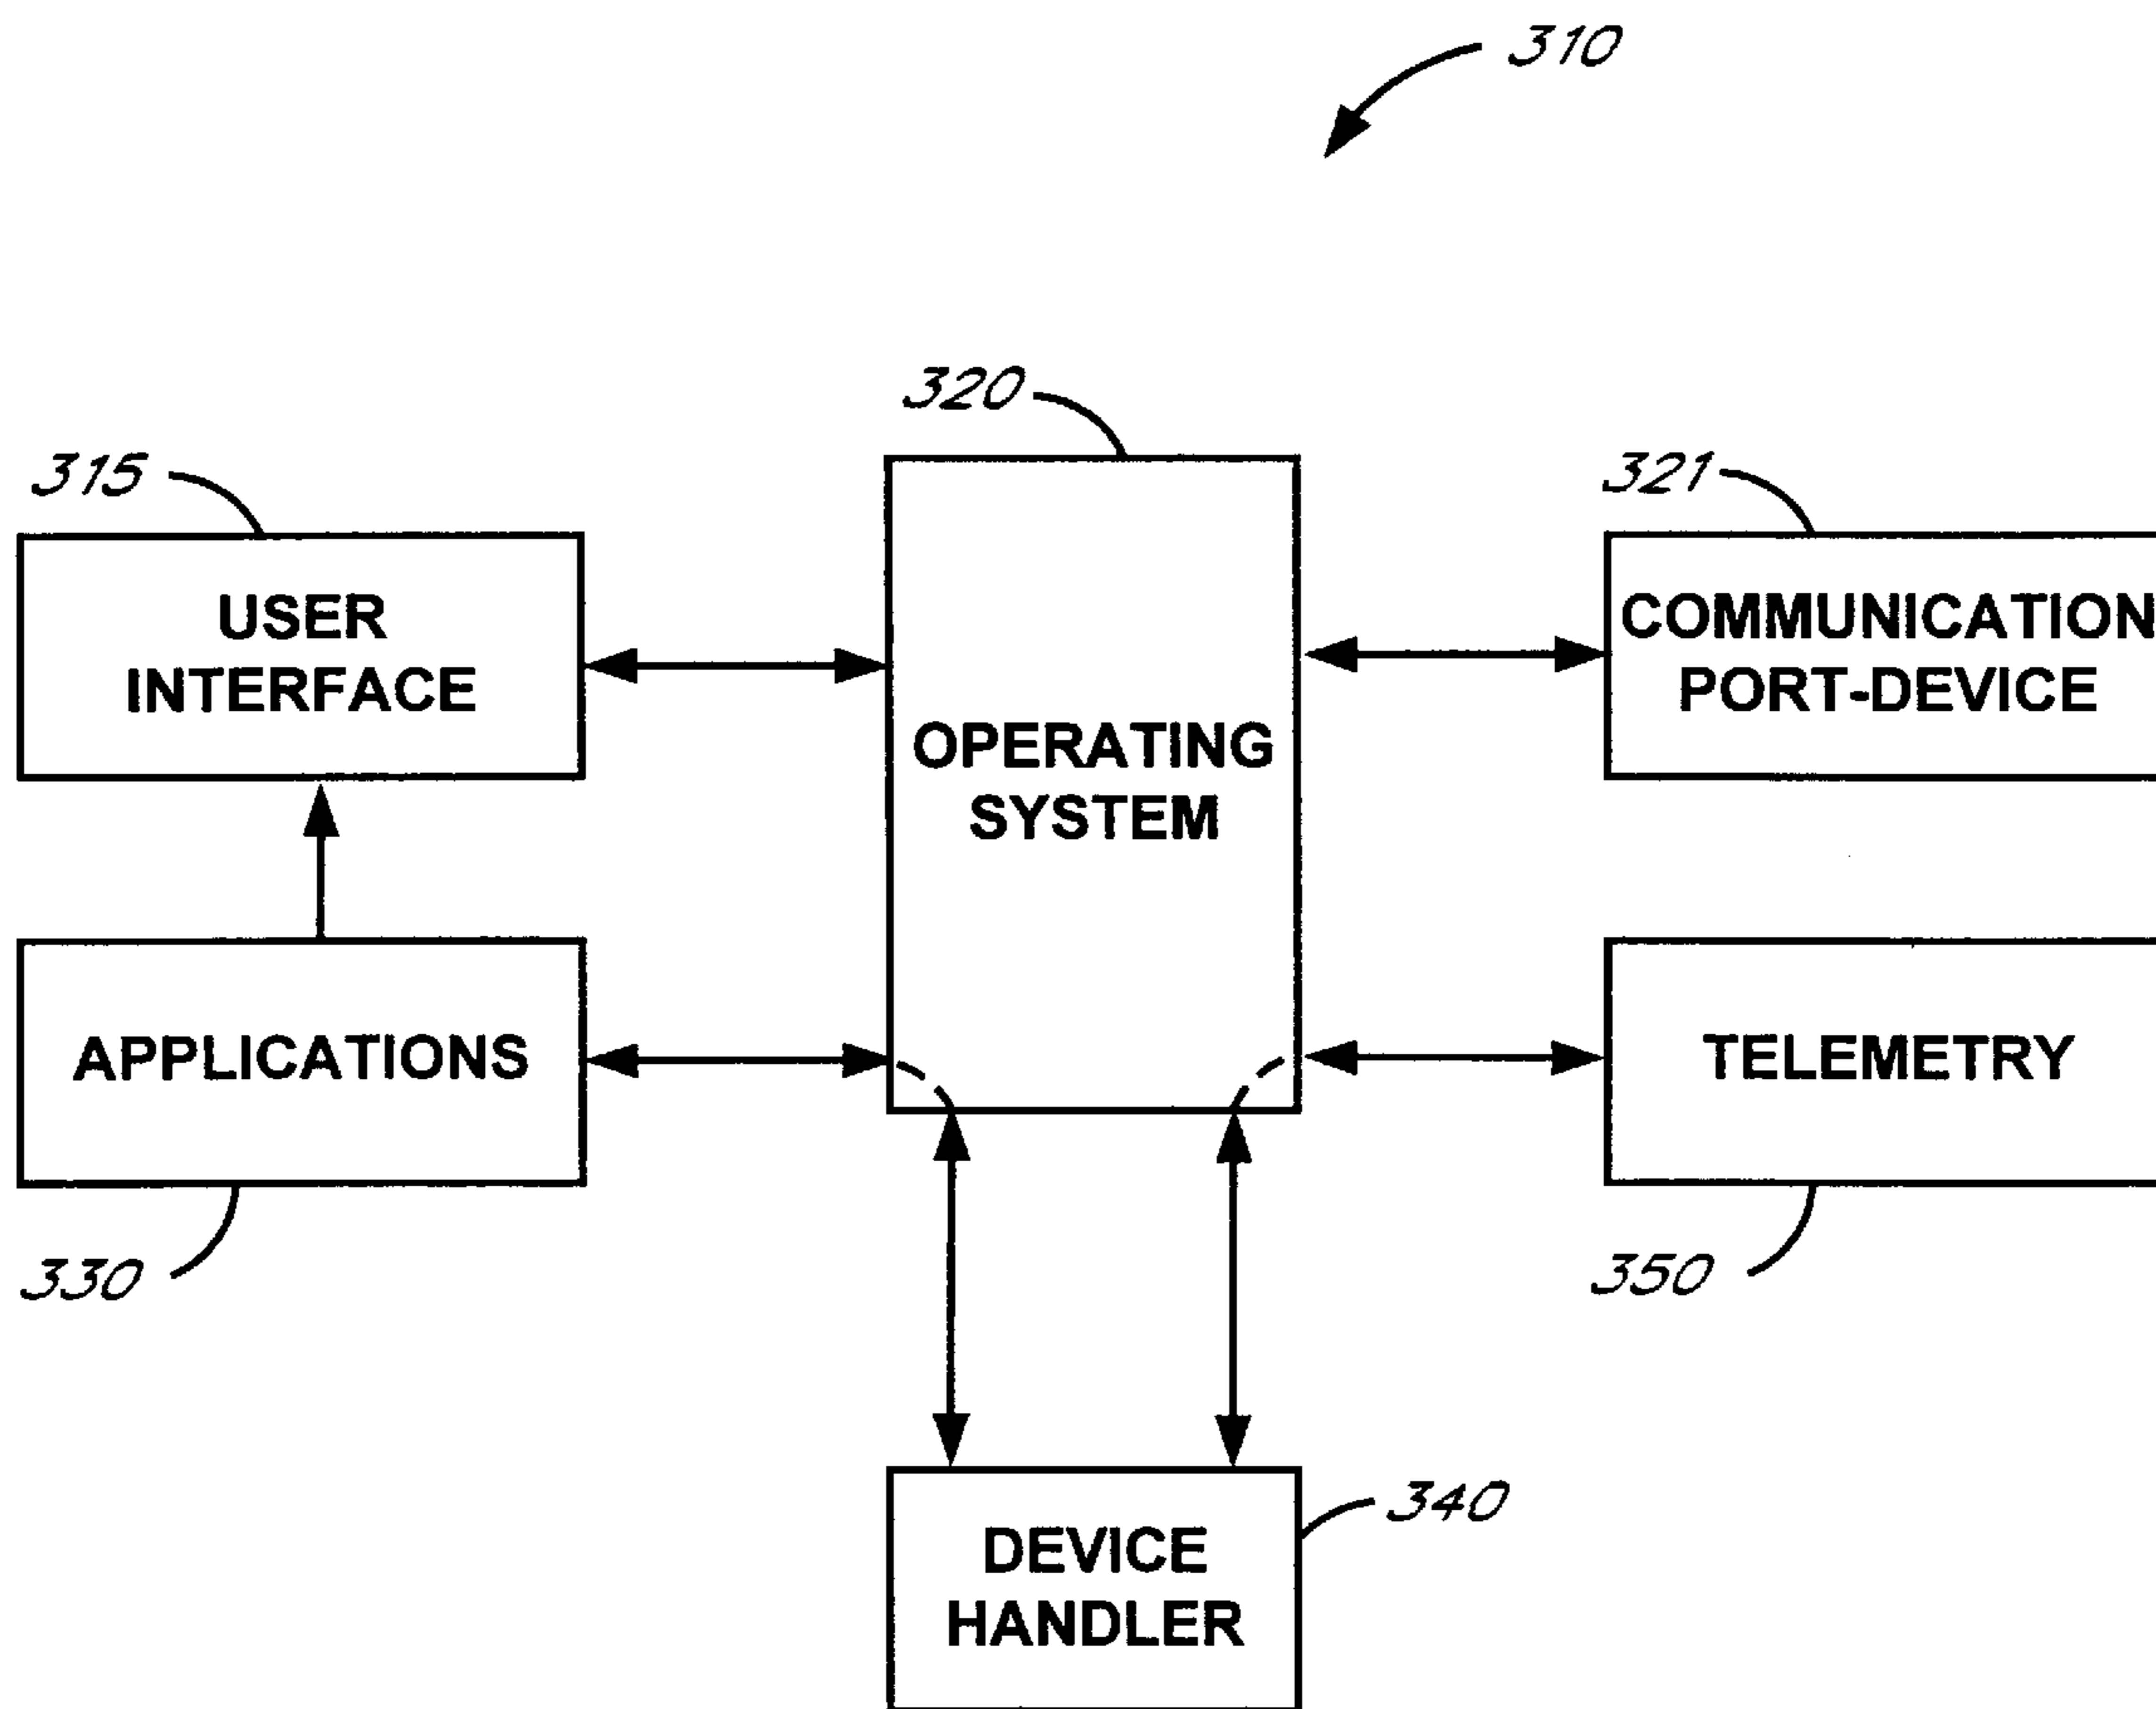 310
320
315
321
USER
INTERFACE
COMMUNICATION
PORT-DEVICE
OPERATING
SYSTEM
APPLICATIONS
TELEMETRY
330
350
340
DEVICE
HANDLER